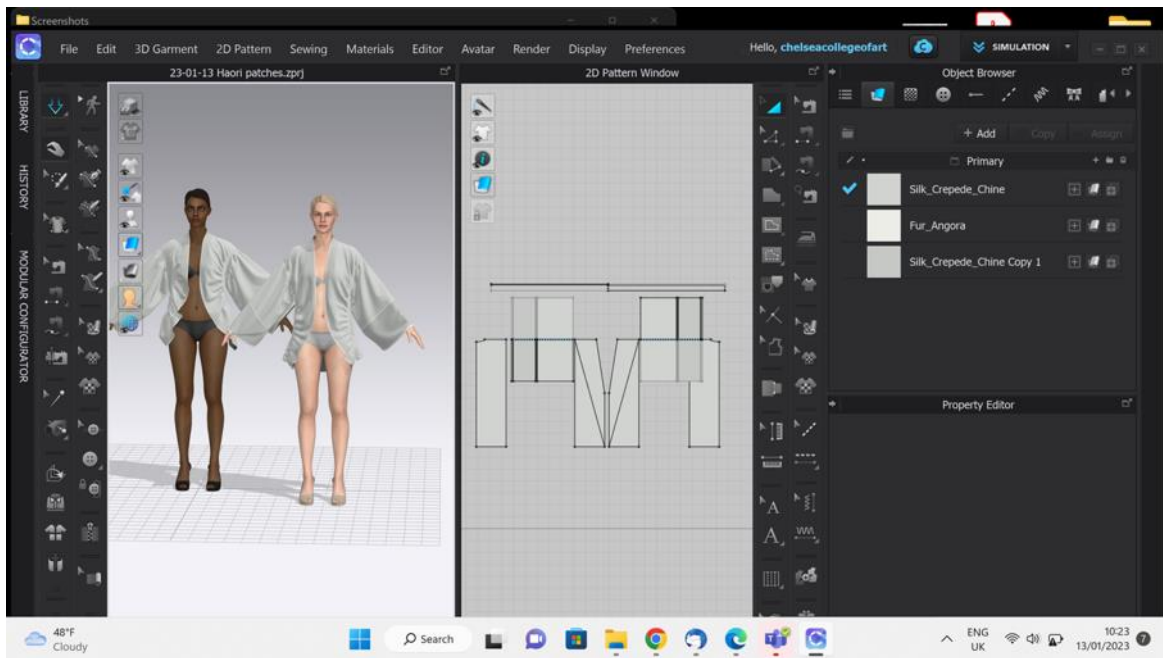 Screenshots
File Edit 3D Garment 2D Pattern Sewing Materials Editor Avatar Render Display Preferences
Hello, chelseacollegeofart
SIMULATION
23-01-13 Haori patches.zprj
2D Pattern Window
Object Browser
LIBRARY
HISTORY
MODULAR CONFIGURATOR
+ Add Copy Assign
Primary
Silk_Crepede_Chine
Fur_Angora
Silk_Crepede_Chine Copy 1
Property Editor
A
A
48°F
Cloudy
Search
ENG
UK
10:23
13/01/2023
7